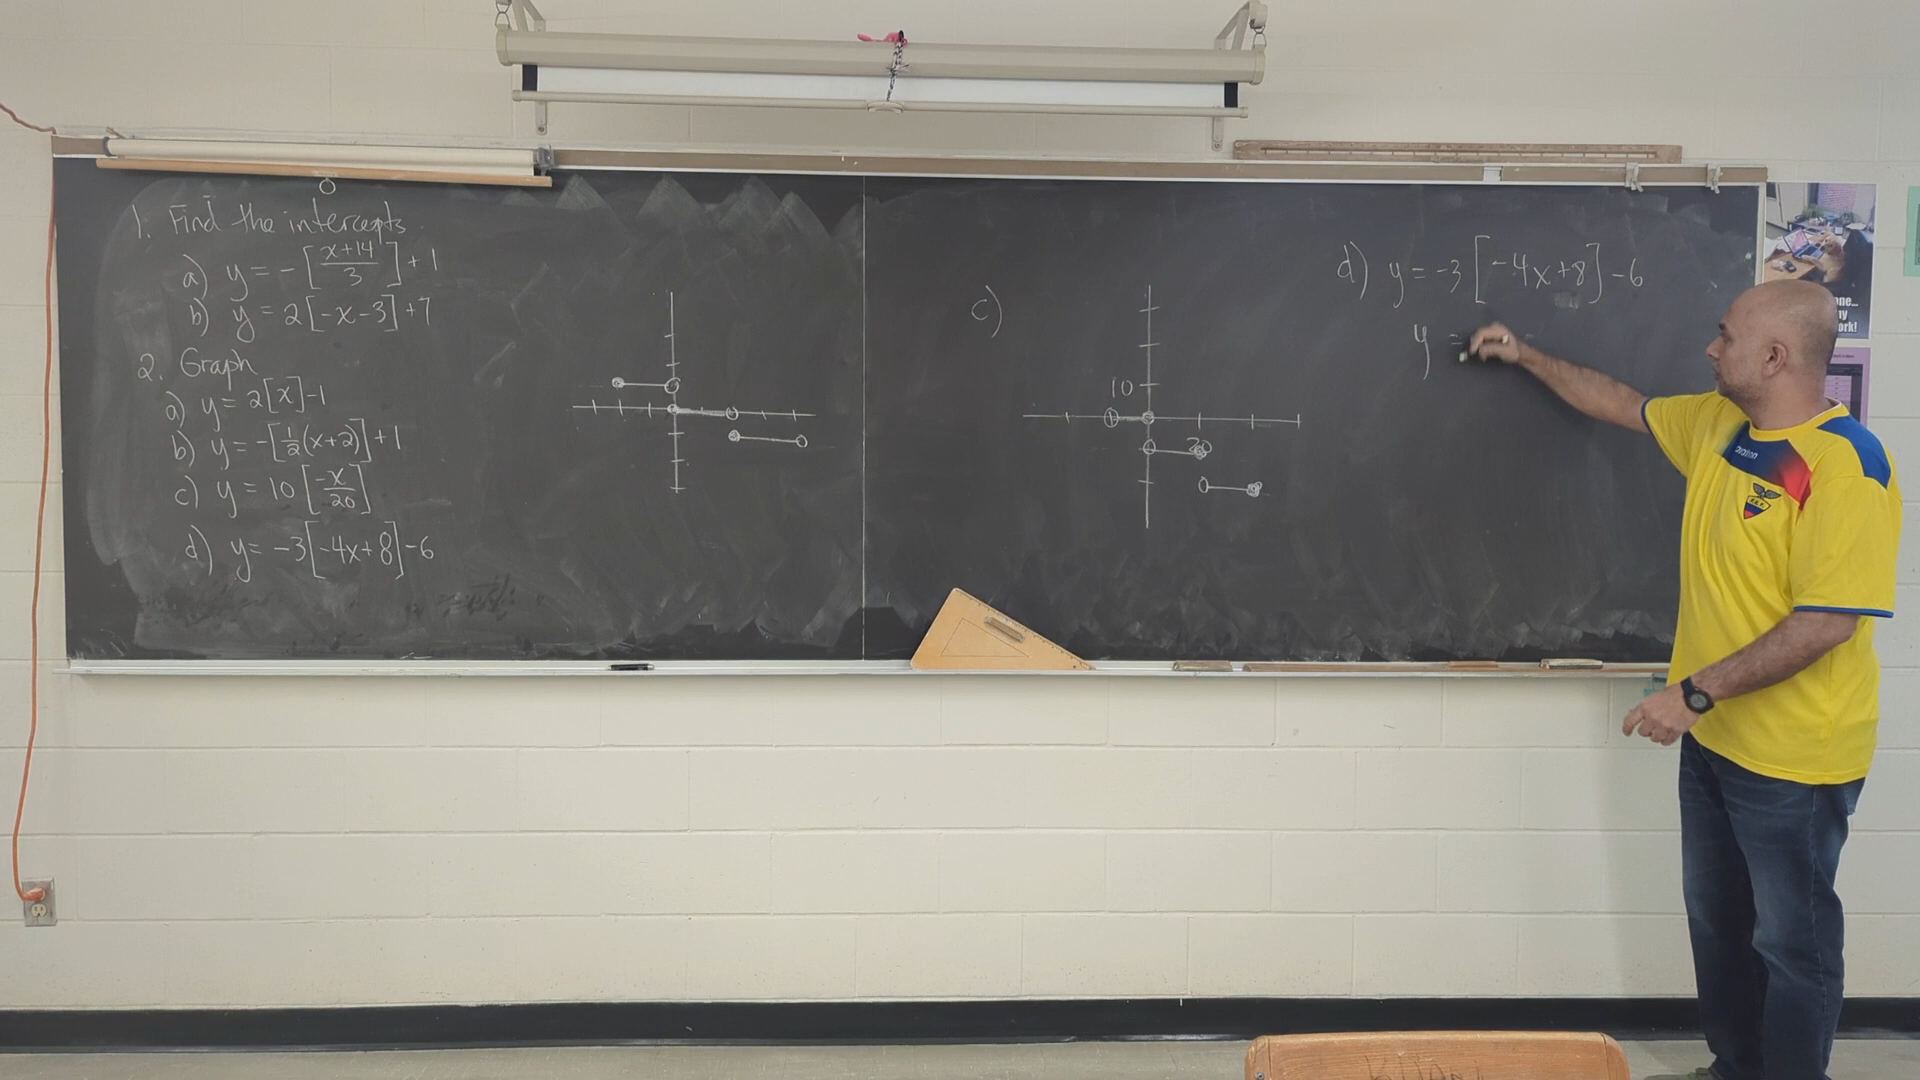 1. Find the intercepts.
a) y = -[x+14/3] + 1
b) y = 2[-x-3] + 7
2. Graph
a) y = 2[x] - 1
b) y = -[1/2(x+2)] + 1
c) y = 10[-x/20]
d) y = -3[-4x+8] - 6
c)
10
20
d) y = -3[-4x+8] - 6
y =